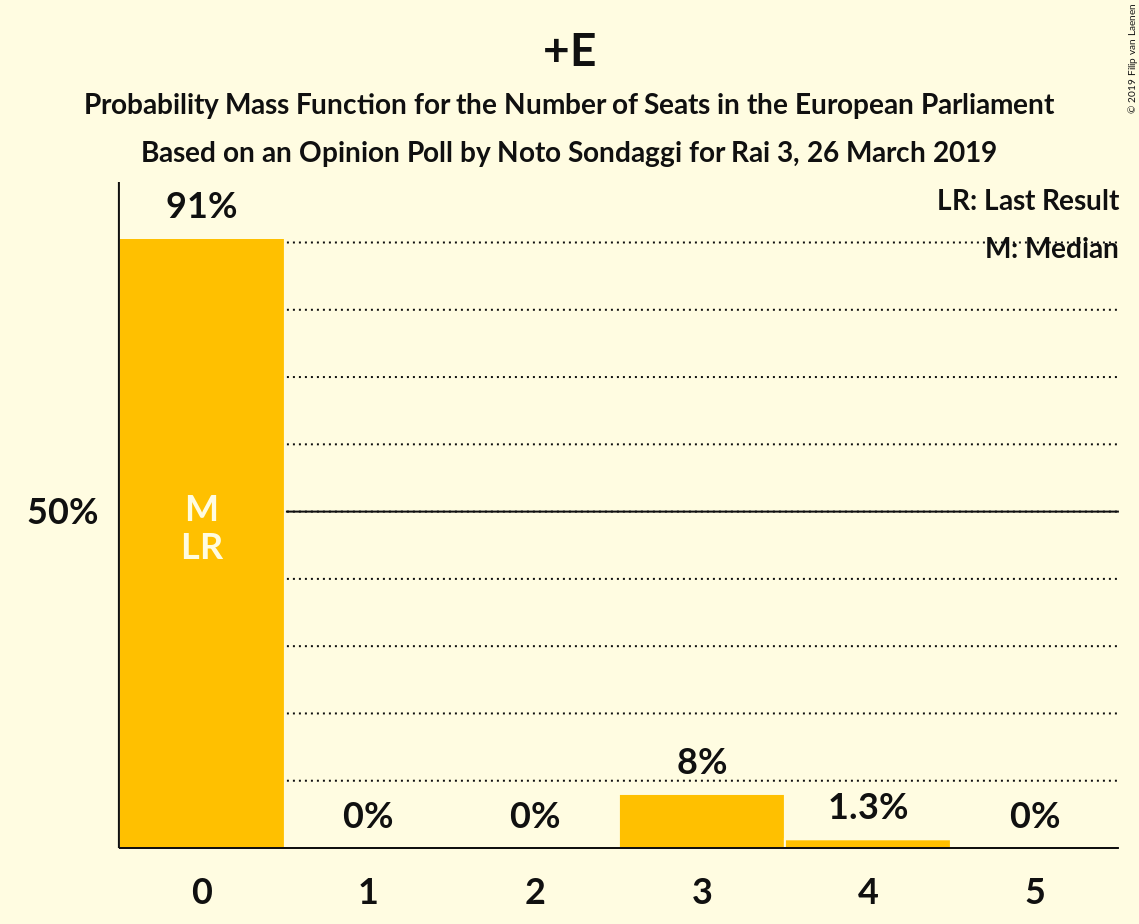 +E
Probability Mass Function for the Number of Seats in the European Parliament
Based on an Opinion Poll by Noto Sondaggi for Rai 3, 26 March 2019
© 2019 Filip van Laenen
LR: Last Result
M: Median
91%
50%
M
LR
0%
0%
8%
1.3%
0%
0
1
2
3
4
5